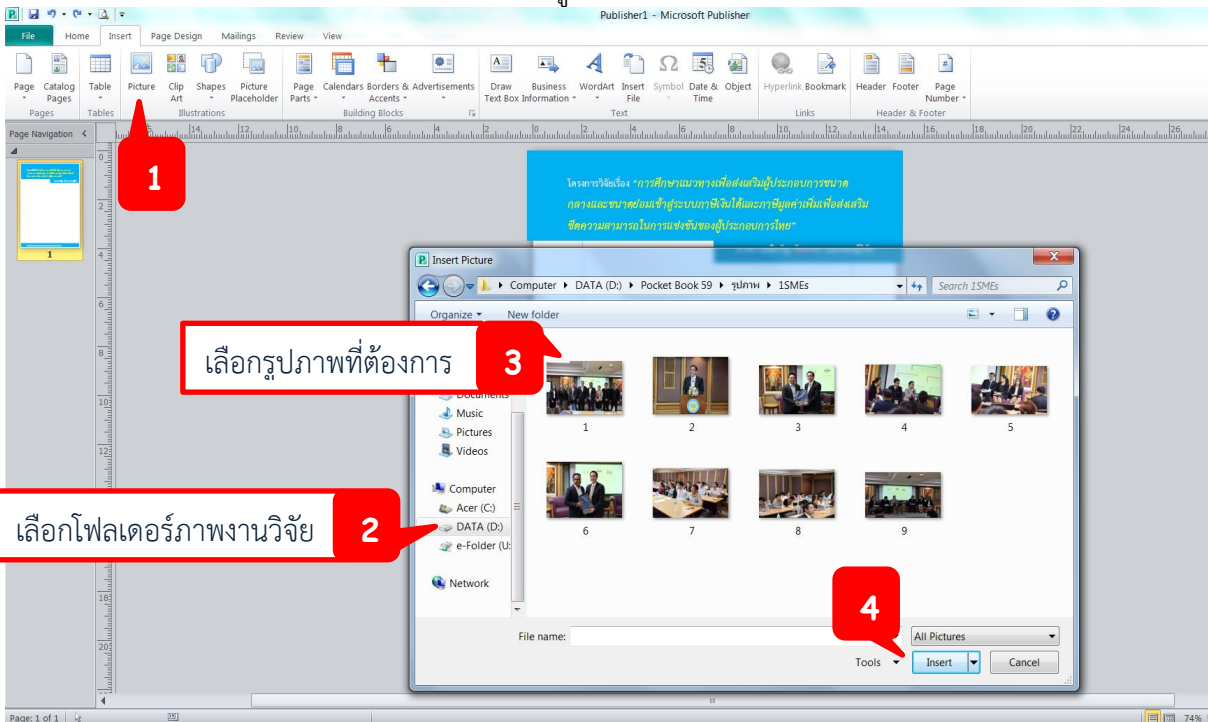 Publisher1 - Microsoft Publisher
File Home Insert Page Design Mailings Review View
Page Catalog Pages Table Picture Clip Art Shapes Picture Placeholder Page Parts Calendars Borders & Accents Advertisements Draw Text Box Business Information WordArt Insert File Symbol Date & Time Object Hyperlink Bookmark Header Footer Page Number
Pages Tables Illustrations Building Blocks Text Links Header & Footer
Page Navigation
1
โครงการวิจัยเรื่อง "การศึกษาแนวทางเพื่อส่งเสริมผู้ประกอบการขนาด
กลางและขนาดย่อมเข้าสู่ระบบภาษีเงินได้และภาษีมูลค่าเพิ่มเพื่อส่งเสริม
ขีดความสามารถในการแข่งขันของผู้ประกอบการไทย"
1
Insert Picture
Computer DATA (D:) Pocket Book 59 รูปภาพ 1SMEs
Search 1SMEs
Organize New folder
เลือกรูปภาพที่ต้องการ
3
Documents
Music
Pictures
Videos
Computer
Acer (C:)
DATA (D:)
e-Folder (U:
Network
1 2 3 4 5
6 7 8 9
เลือกโฟลเดอร์ภาพงานวิจัย
2
4
File name:
All Pictures
Tools Insert Cancel
Page: 1 of 1
74%